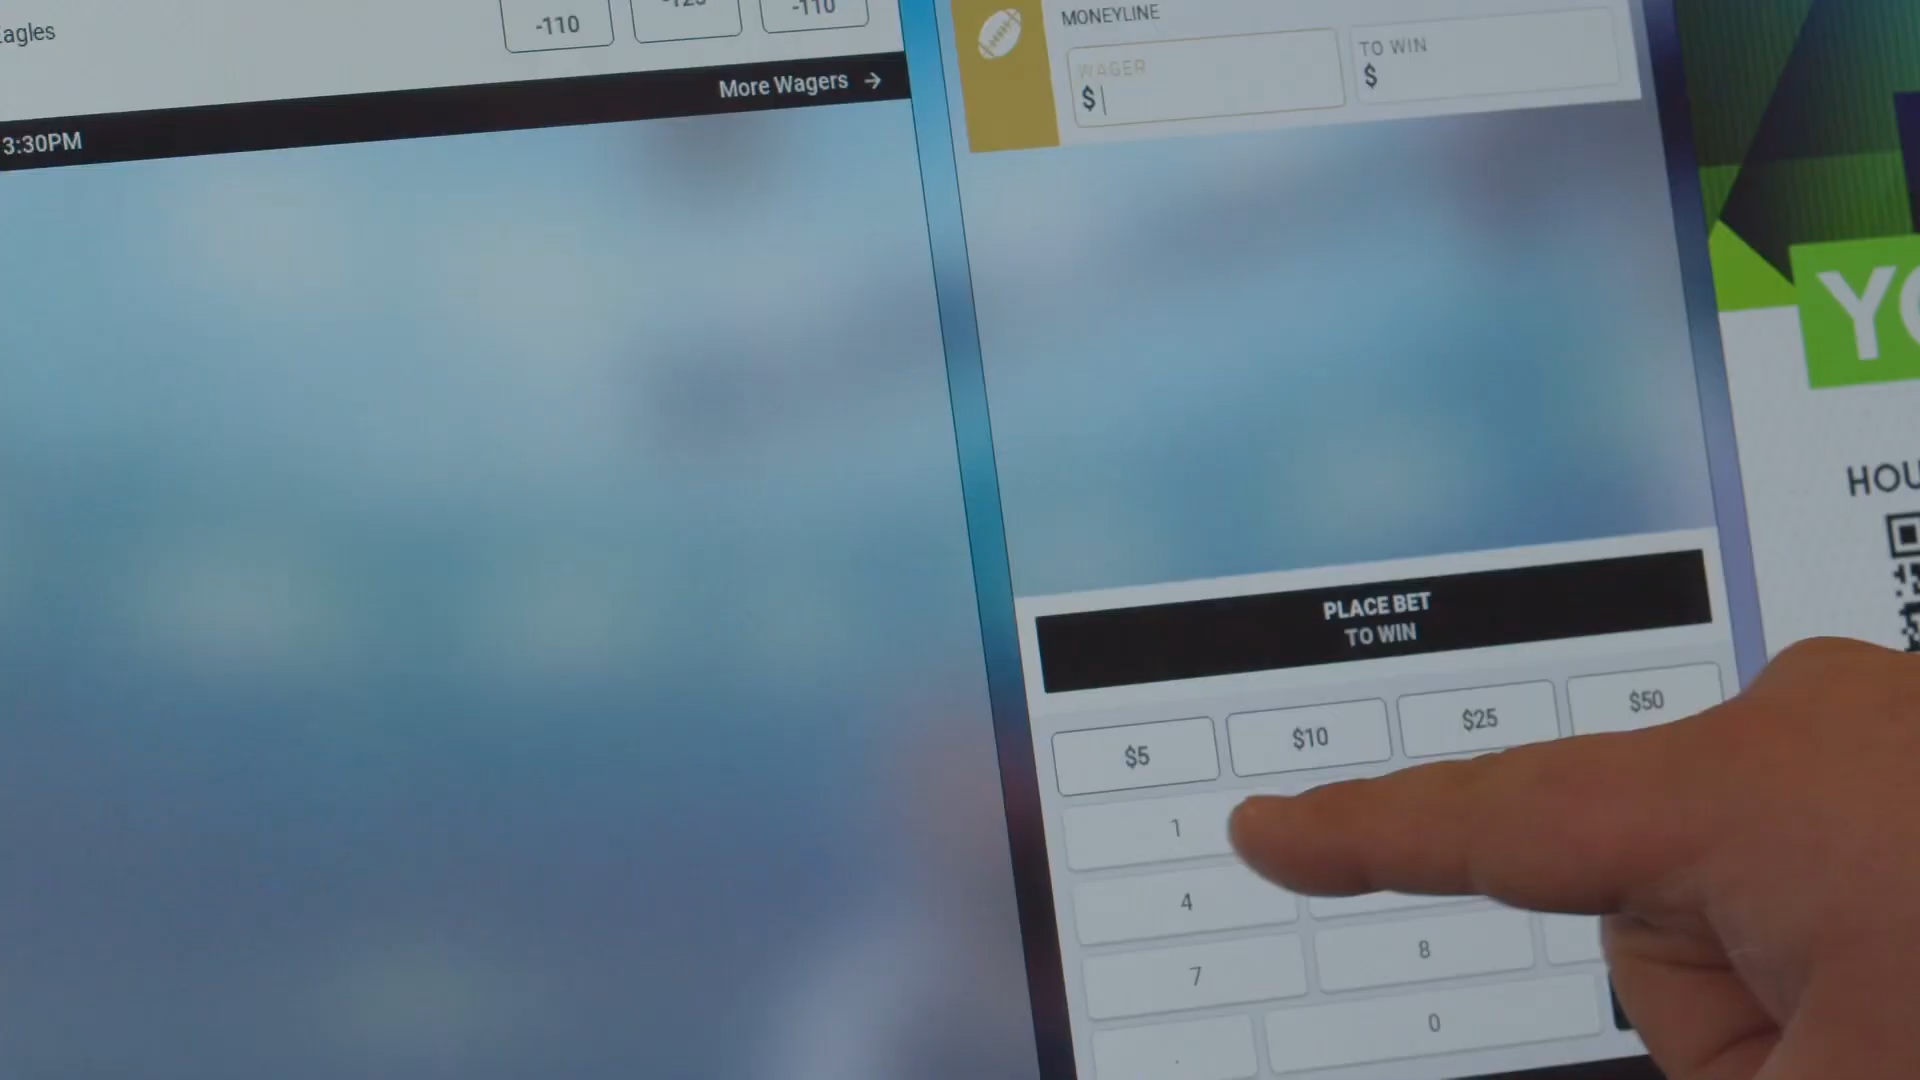 Eagles
-110
-125
-110
More Wagers →
3:30PM
MONEYLINE
WAGER
$
TO WIN
$
PLACE BET
TO WIN
$5
$10
$25
$50
1
4
7
8
.
0